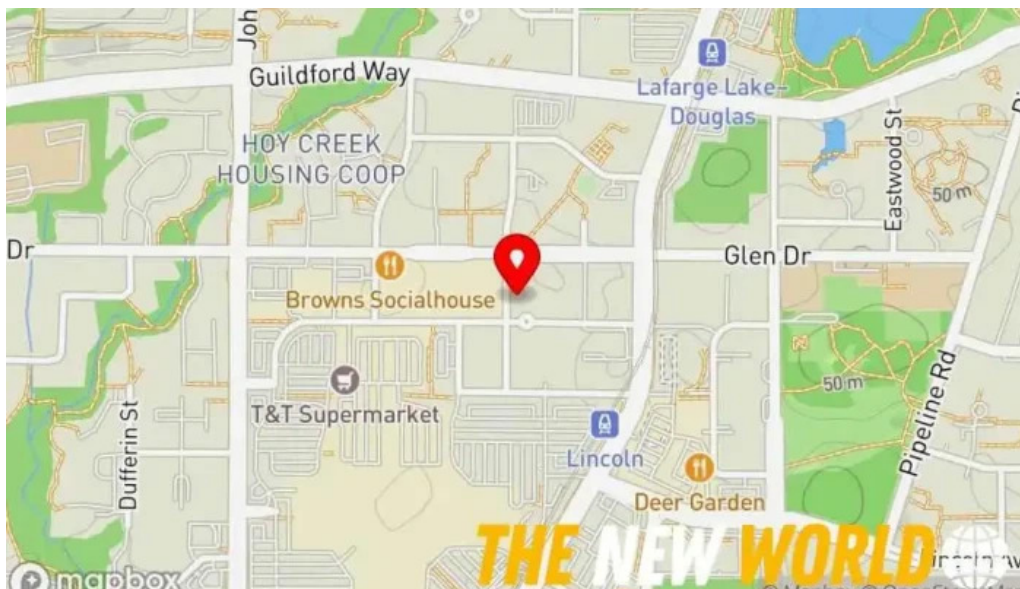 Joh
Guildford Way
Lafarge Lake–
Douglas
HOY CREEK
HOUSING COOP
Eastwood St
50 m
Dr
Glen Dr
Browns Socialhouse
T&T Supermarket
50 m
Pipeline Rd
Dufferin St
Lincoln
Deer Garden
THE NEW WORLD
mapbox